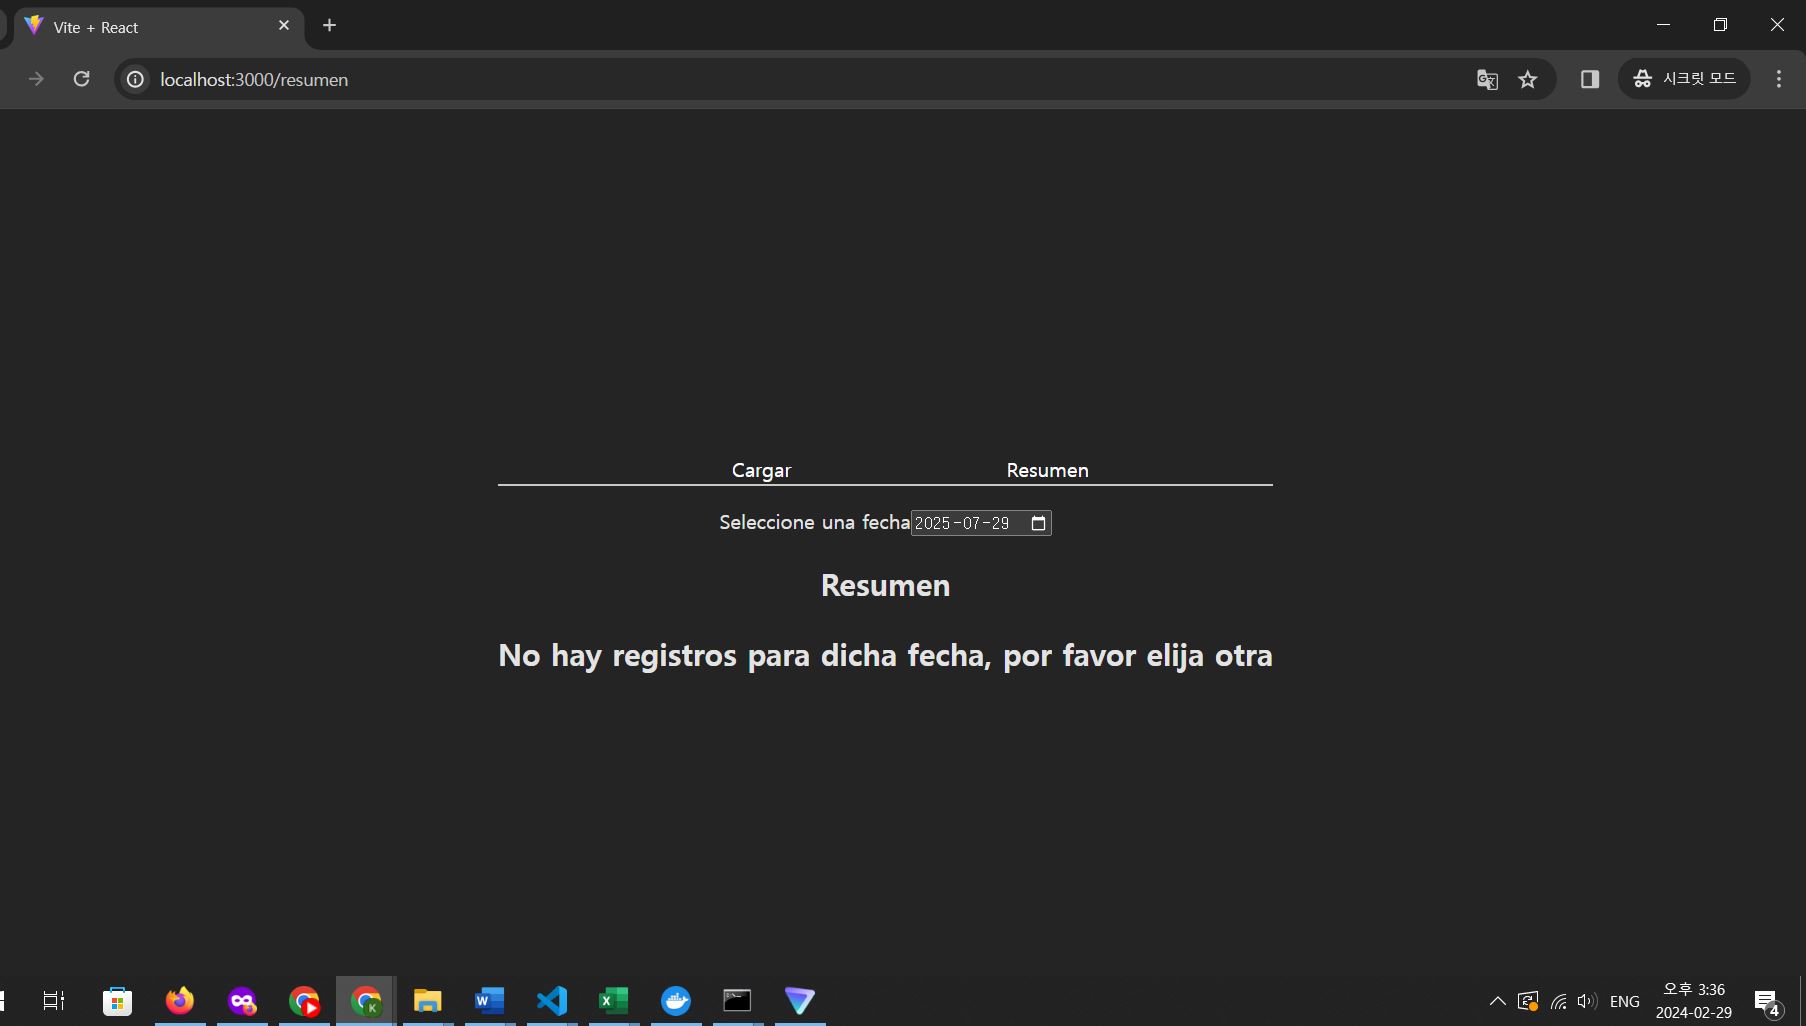 Vite + React
localhost:3000/resumen
시크릿 모드
Cargar
Resumen
Seleccione una fecha 2025-07-29
Resumen
No hay registros para dicha fecha, por favor elija otra
ENG
오후 3:36
2024-02-29
4